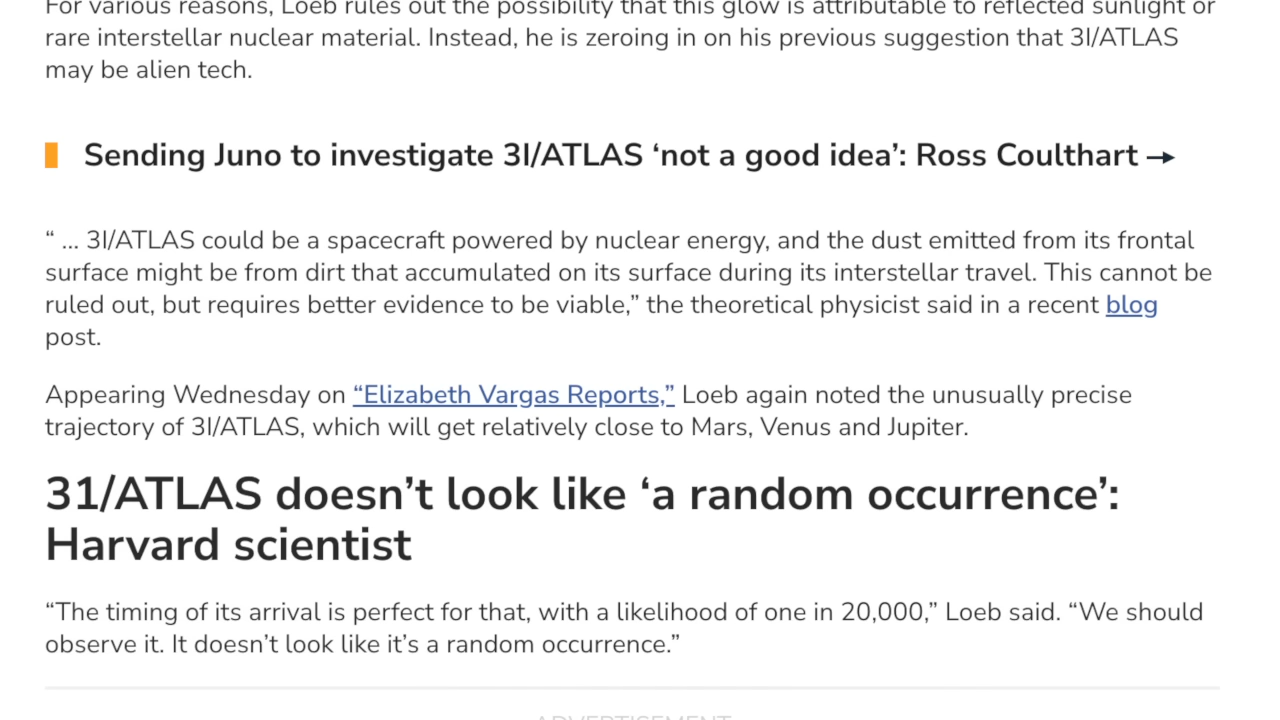 For various reasons, Loeb rules out the possibility that this glow is attributable to reflected sunlight or
rare interstellar nuclear material. Instead, he is zeroing in on his previous suggestion that 3I/ATLAS
may be alien tech.
Sending Juno to investigate 3I/ATLAS ‘not a good idea’: Ross Coulthart →
“ ... 3I/ATLAS could be a spacecraft powered by nuclear energy, and the dust emitted from its frontal
surface might be from dirt that accumulated on its surface during its interstellar travel. This cannot be
ruled out, but requires better evidence to be viable,” the theoretical physicist said in a recent blog
post.
Appearing Wednesday on “Elizabeth Vargas Reports,” Loeb again noted the unusually precise
trajectory of 3I/ATLAS, which will get relatively close to Mars, Venus and Jupiter.
31/ATLAS doesn’t look like ‘a random occurrence’:
Harvard scientist
“The timing of its arrival is perfect for that, with a likelihood of one in 20,000,” Loeb said. “We should
observe it. It doesn’t look like it’s a random occurrence.”
ADVERTISEMENT